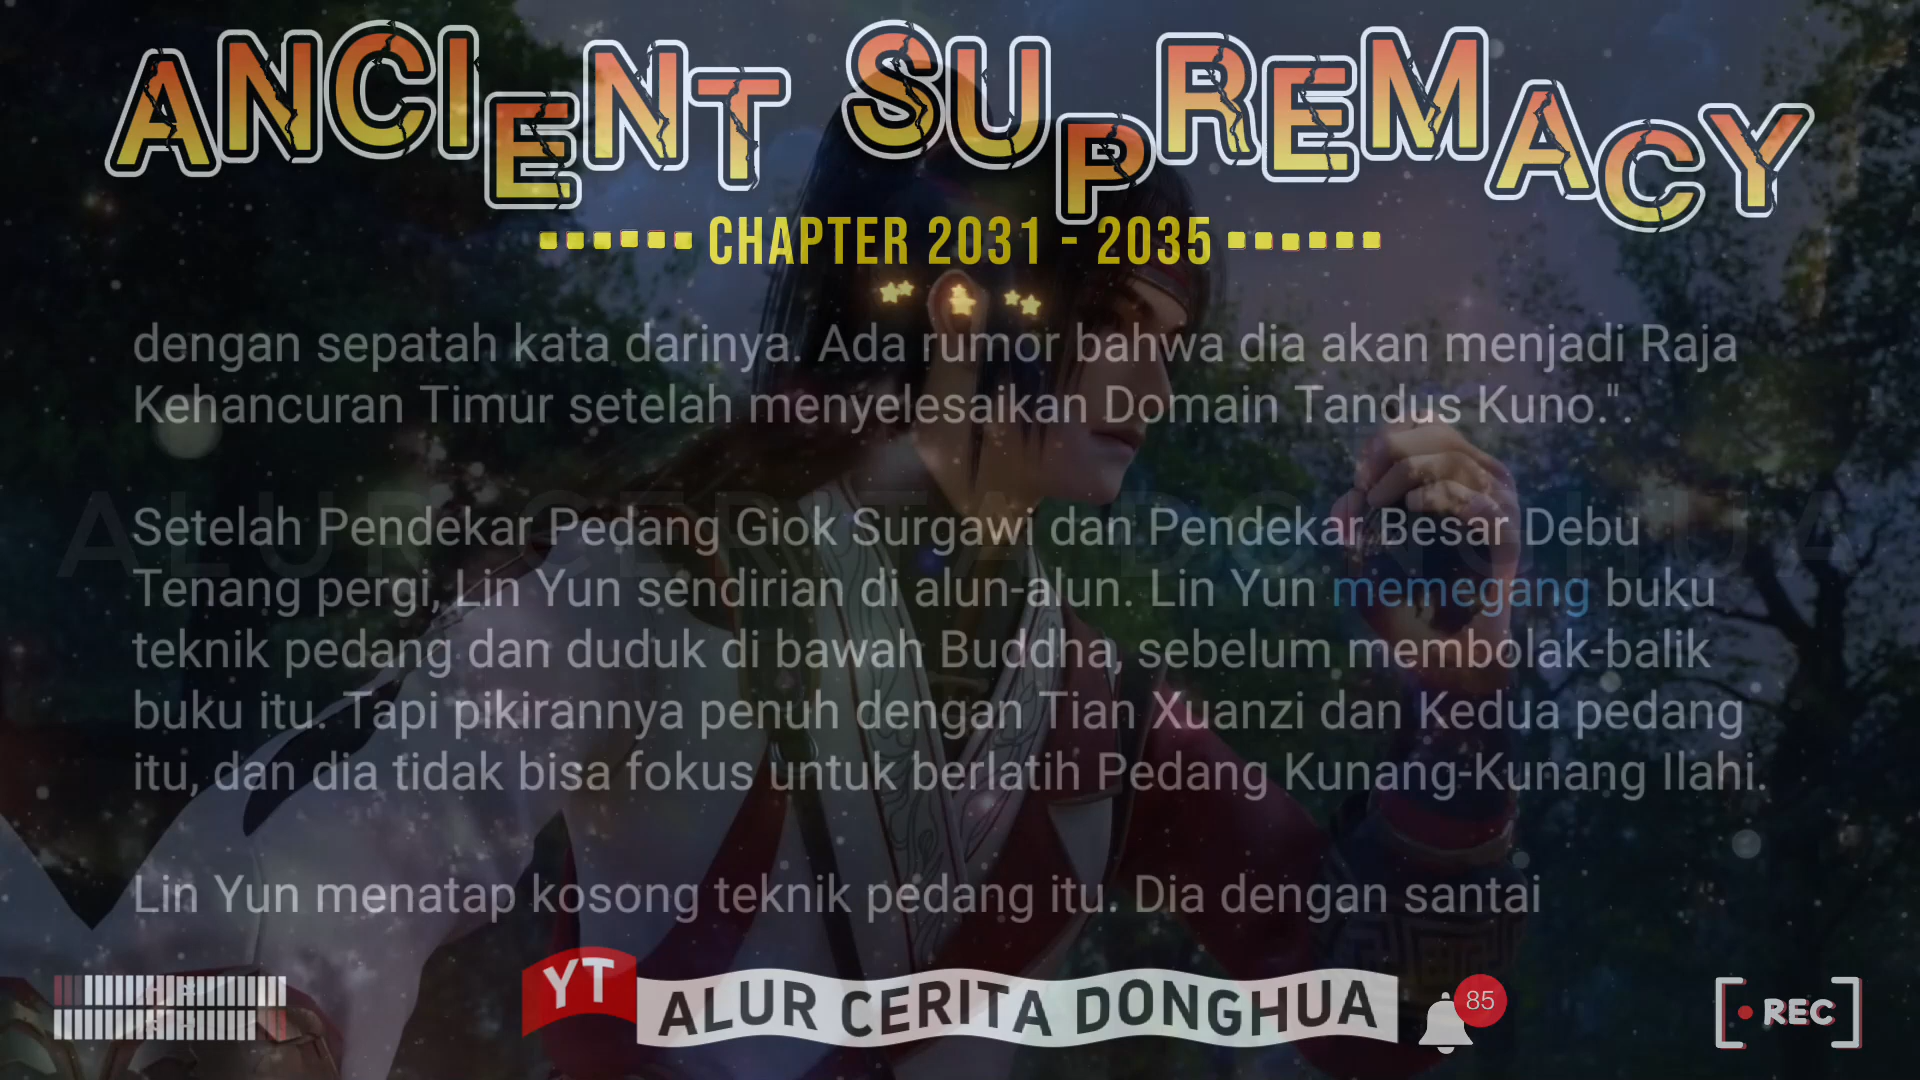 ANCIENT SUPREMACY
CHAPTER 2031 - 2035
dengan sepatah kata darinya. Ada rumor bahwa dia akan menjadi Raja
Kehancuran Timur setelah menyelesaikan Domain Tandus Kuno.".
ALUR CERITA DONGHUA
Setelah Pendekar Pedang Giok Surgawi dan Pendekar Besar Debu
Tenang pergi, Lin Yun sendirian di alun-alun. Lin Yun memegang buku
teknik pedang dan duduk di bawah Buddha, sebelum membolak-balik
buku itu. Tapi pikirannya penuh dengan Tian Xuanzi dan Kedua pedang
itu, dan dia tidak bisa fokus untuk berlatih Pedang Kunang-Kunang Ilahi.
Lin Yun menatap kosong teknik pedang itu. Dia dengan santai
YT ALUR CERITA DONGHUA
85
REC